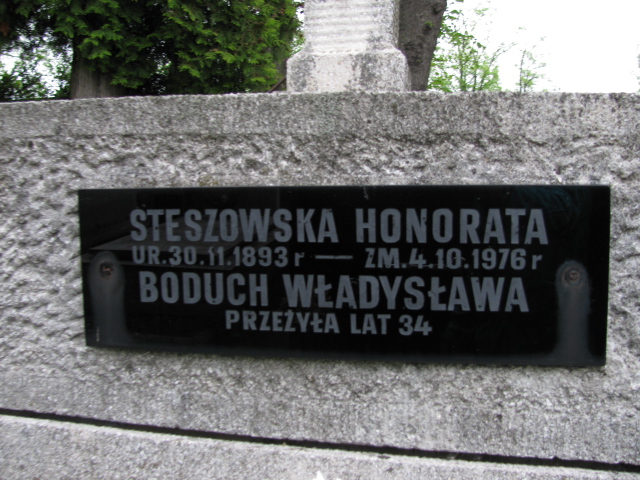 STESZOWSKA HONORATA
UR.30.11.1893 r — ZM.4.10.1976 r
BODUCH WŁADYSŁAWA
PRZEŻYŁA LAT 34